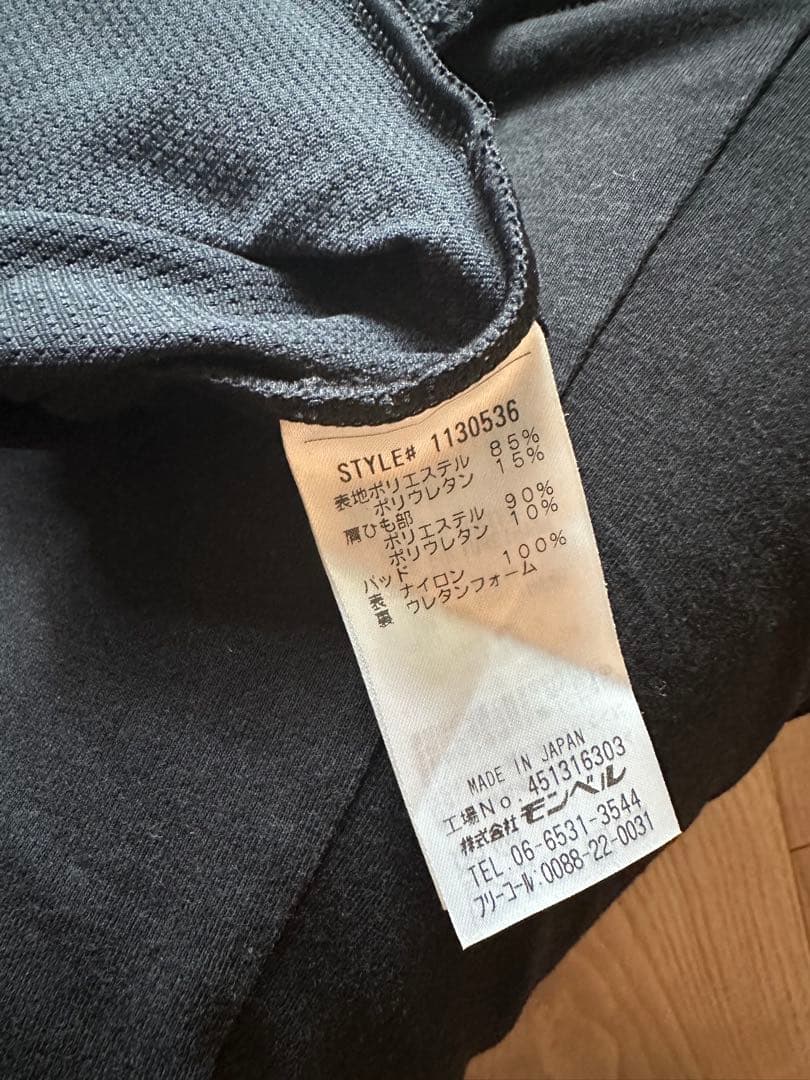 STYLE# 1130536
表地ポリエステル 85%
ポリウレタン 15%
肩ひも部
ポリエステル 90%
ポリウレタン 10%
パッド
表 ナイロン 100%
裏 ウレタンフォーム
MADE IN JAPAN
工場No. 451316303
株式会社モンベル
TEL. 06-6531-3544
フリーコール:0088-22-0031